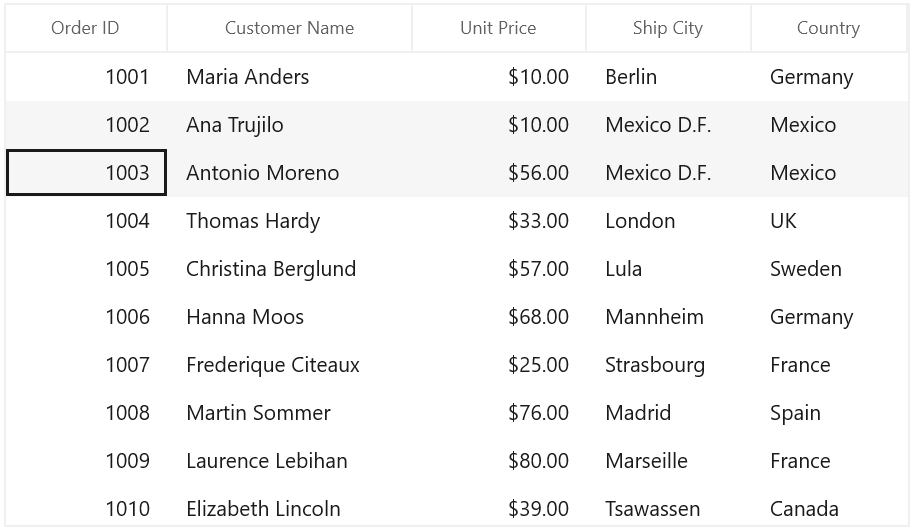 Order ID Customer Name Unit Price Ship City Country
1001 Maria Anders $10.00 Berlin Germany
1002 Ana Trujilo $10.00 Mexico D.F. Mexico
1003 Antonio Moreno $56.00 Mexico D.F. Mexico
1004 Thomas Hardy $33.00 London UK
1005 Christina Berglund $57.00 Lula Sweden
1006 Hanna Moos $68.00 Mannheim Germany
1007 Frederique Citeaux $25.00 Strasbourg France
1008 Martin Sommer $76.00 Madrid Spain
1009 Laurence Lebihan $80.00 Marseille France
1010 Elizabeth Lincoln $39.00 Tsawassen Canada